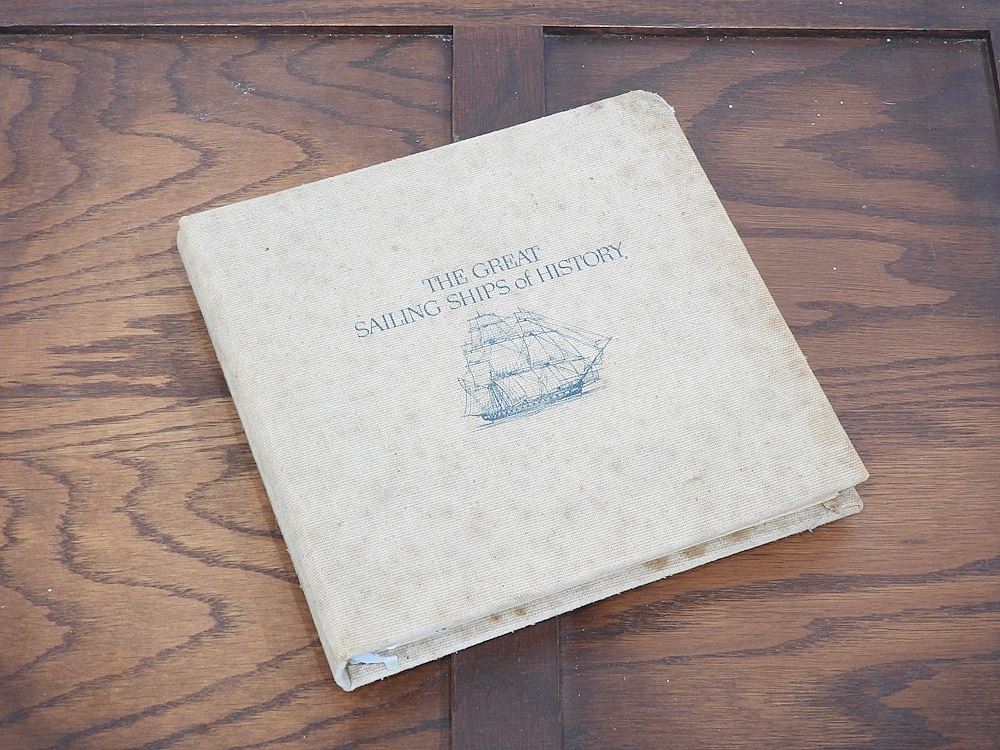 THE GREAT
SAILING SHIPS of HISTORY.